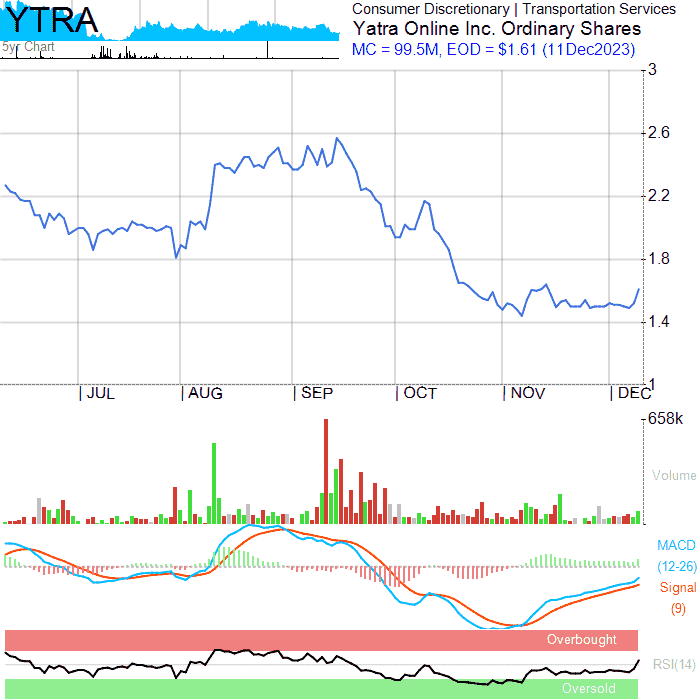 YTRA
5yr Chart
Consumer Discretionary | Transportation Services
Yatra Online Inc. Ordinary Shares
MC = 99.5M, EOD = $1.61 (11Dec2023)
3
2.6
2.2
1.8
1.4
1
JUL
AUG
SEP
OCT
NOV
DEC
658k
Volume
MACD
(12-26)
Signal
(9)
Overbought
RSI(14)
Oversold